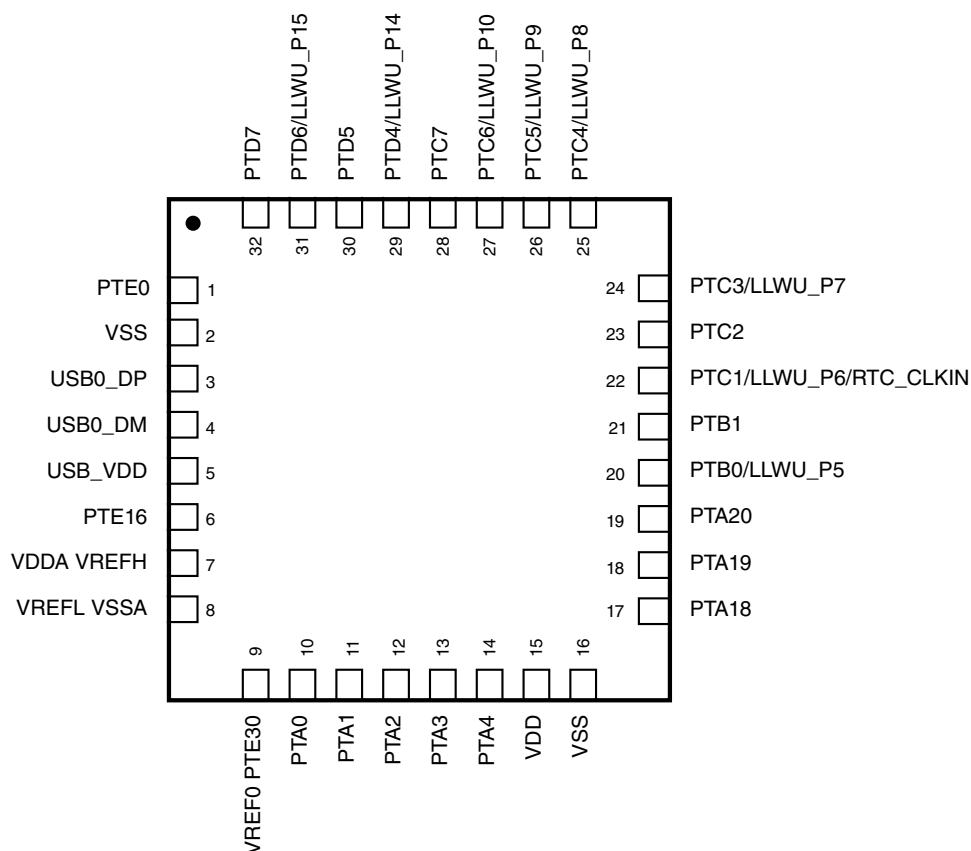 PTD7
PTD6/LLWU_P15
PTD5
PTD4/LLWU_P14
PTC7
PTC6/LLWU_P10
PTC5/LLWU_P9
PTC4/LLWU_P8
32
31
30
29
28
27
26
25
PTE0
1
VSS
2
USB0_DP
3
USB0_DM
4
USB_VDD
5
PTE16
6
VDDA VREFH
7
VREFL VSSA
8
24
PTC3/LLWU_P7
23
PTC2
22
PTC1/LLWU_P6/RTC_CLKIN
21
PTB1
20
PTB0/LLWU_P5
19
PTA20
18
PTA19
17
PTA18
9
10
11
12
13
14
15
16
VREF0 PTE30
PTA0
PTA1
PTA2
PTA3
PTA4
VDD
VSS